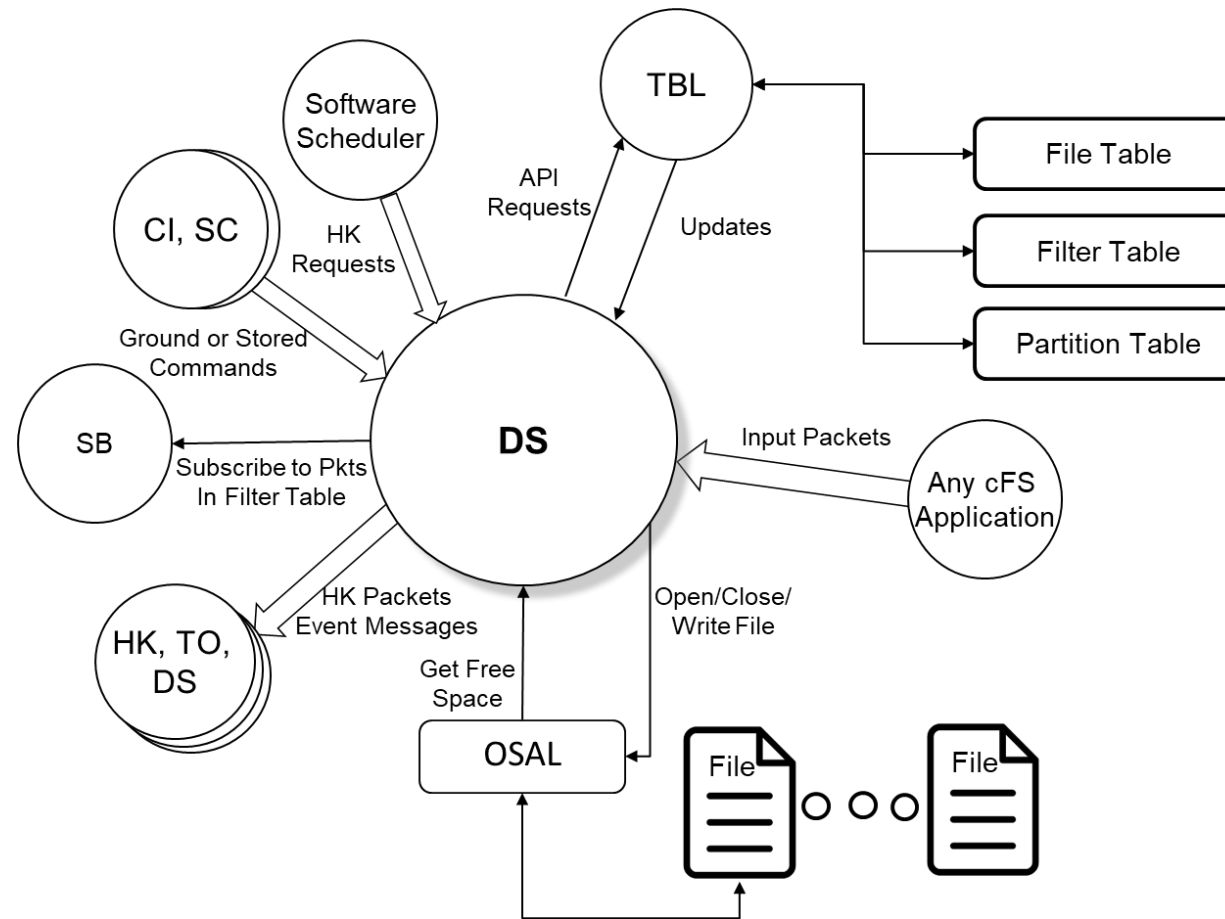 TBL
Software
Scheduler
File Table
API
Requests
CI, SC
HK
Requests
Updates
Filter Table
Ground or Stored
Commands
Partition Table
SB
DS
Input Packets
Subscribe to Pkts
In Filter Table
Any cFS
Application
HK Packets
Event Messages
Open/Close/
Write File
HK, TO,
DS
Get Free
Space
OSAL
File
File